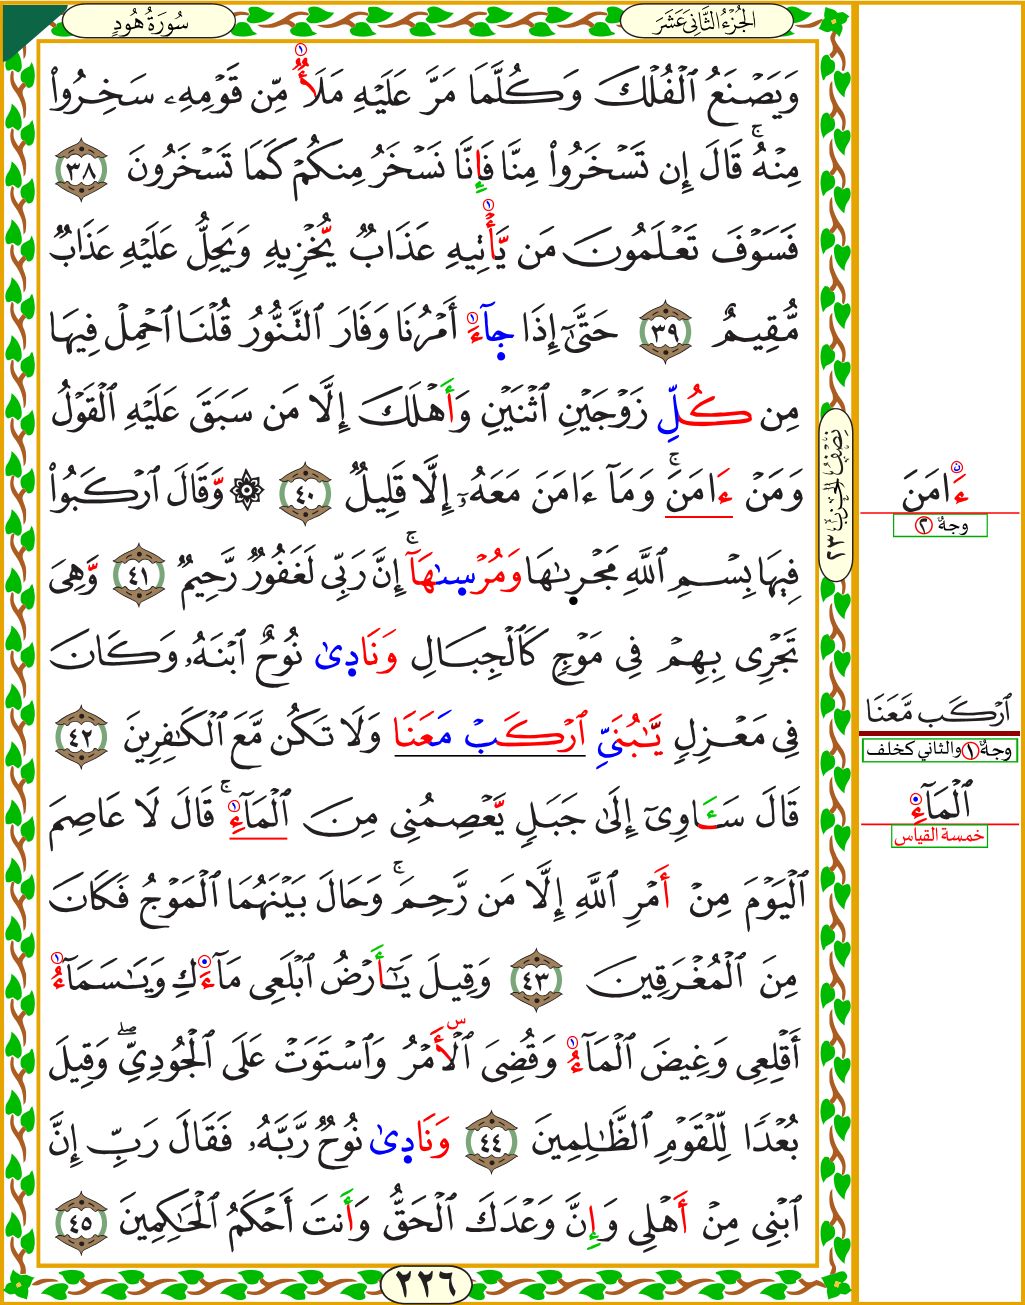 سُورَةُ هُودٍ
الجُزْءُ الثَّانِيَ عَشَرَ
وَيَصْنَعُ ٱلْفُلْكَ وَكُلَّمَا مَرَّ عَلَيْهِ مَلَأٌ مِّن قَوْمِهِۦ سَخِرُوا۟
مِنْهُۚ قَالَ إِن تَسْخَرُوا۟ مِنَّا فَإِنَّا نَسْخَرُ مِنكُمْ كَمَا تَسْخَرُونَ ٣٨
فَسَوْفَ تَعْلَمُونَ مَن يَّأْتِيهِ عَذَابٌ يُّخْزِيهِ وَيَحِلُّ عَلَيْهِ عَذَابٌ
مُّقِيمٌ ٣٩ حَتَّىٰٓ إِذَا جَآءَ أَمْرُنَا وَفَارَ ٱلتَّنُّورُ قُلْنَا ٱحْمِلْ فِيهَا
مِن كُلِّ زَوْجَيْنِ ٱثْنَيْنِ وَأَهْلَكَ إِلَّا مَن سَبَقَ عَلَيْهِ ٱلْقَوْلُ
وَمَنْ ءَامَنَۚ وَمَآ ءَامَنَ مَعَهُۥٓ إِلَّا قَلِيلٌ ٤٠ ۞ وَّقَالَ ٱرْكَبُوا۟
فِيهَا بِسْمِ ٱللَّهِ مَجْر۪ىٰهَا وَمُرْسىٰهَآۚ إِنَّ رَبِّى لَغَفُورٌ رَّحِيمٌ ٤١ وَّهِىَ
تَجْرِى بِهِمْ فِى مَوْجٍ كَٱلْجِبَالِ وَنَادِىٰ نُوحٌ ٱبْنَهُۥ وَكَانَ
فِى مَعْزِلٍ يَّـٰبُنَىِّ ٱرْكَب مَعَنَا وَلَا تَكُن مَّعَ ٱلْكَـٰفِرِينَ ٤٢
قَالَ سَـَٔاوِىٓ إِلَىٰ جَبَلٍ يَّعْصِمُنِى مِنَ ٱلْمَآءِۚ قَالَ لَا عَاصِمَ
ٱلْيَوْمَ مِنْ أَمْرِ ٱللَّهِ إِلَّا مَن رَّحِمَۚ وَحَالَ بَيْنَهُمَا ٱلْمَوْجُ فَكَانَ
مِنَ ٱلْمُغْرَقِينَ ٤٣ وَقِيلَ يَـٰٓأَرْضُ ٱبْلَعِى مَآءَكِ وَيَـٰسَمَآءُ
أَقْلِعِى وَغِيضَ ٱلْمَآءُ وَقُضِىَ ٱلْأَمْرُ وَٱسْتَوَتْ عَلَى ٱلْجُودِىِّۖ وَقِيلَ
بُعْدًا لِّلْقَوْمِ ٱلظَّـٰلِمِينَ ٤٤ وَنَادِىٰ نُوحٌ رَّبَّهُۥ فَقَالَ رَبِّ إِنَّ
ٱبْنِى مِنْ أَهْلِى وَإِنَّ وَعْدَكَ ٱلْحَقُّ وَأَنتَ أَحْكَمُ ٱلْحَـٰكِمِينَ ٤٥
٢٢٦
نِصْفُ الحِزْبِ ٢٣
ءَامَنَ
وجهٌ ٢
ٱرْكَب مَّعَنَا
وجهٌ ١ والثاني كخلف
ٱلْمَآءِ
خمسة القياس